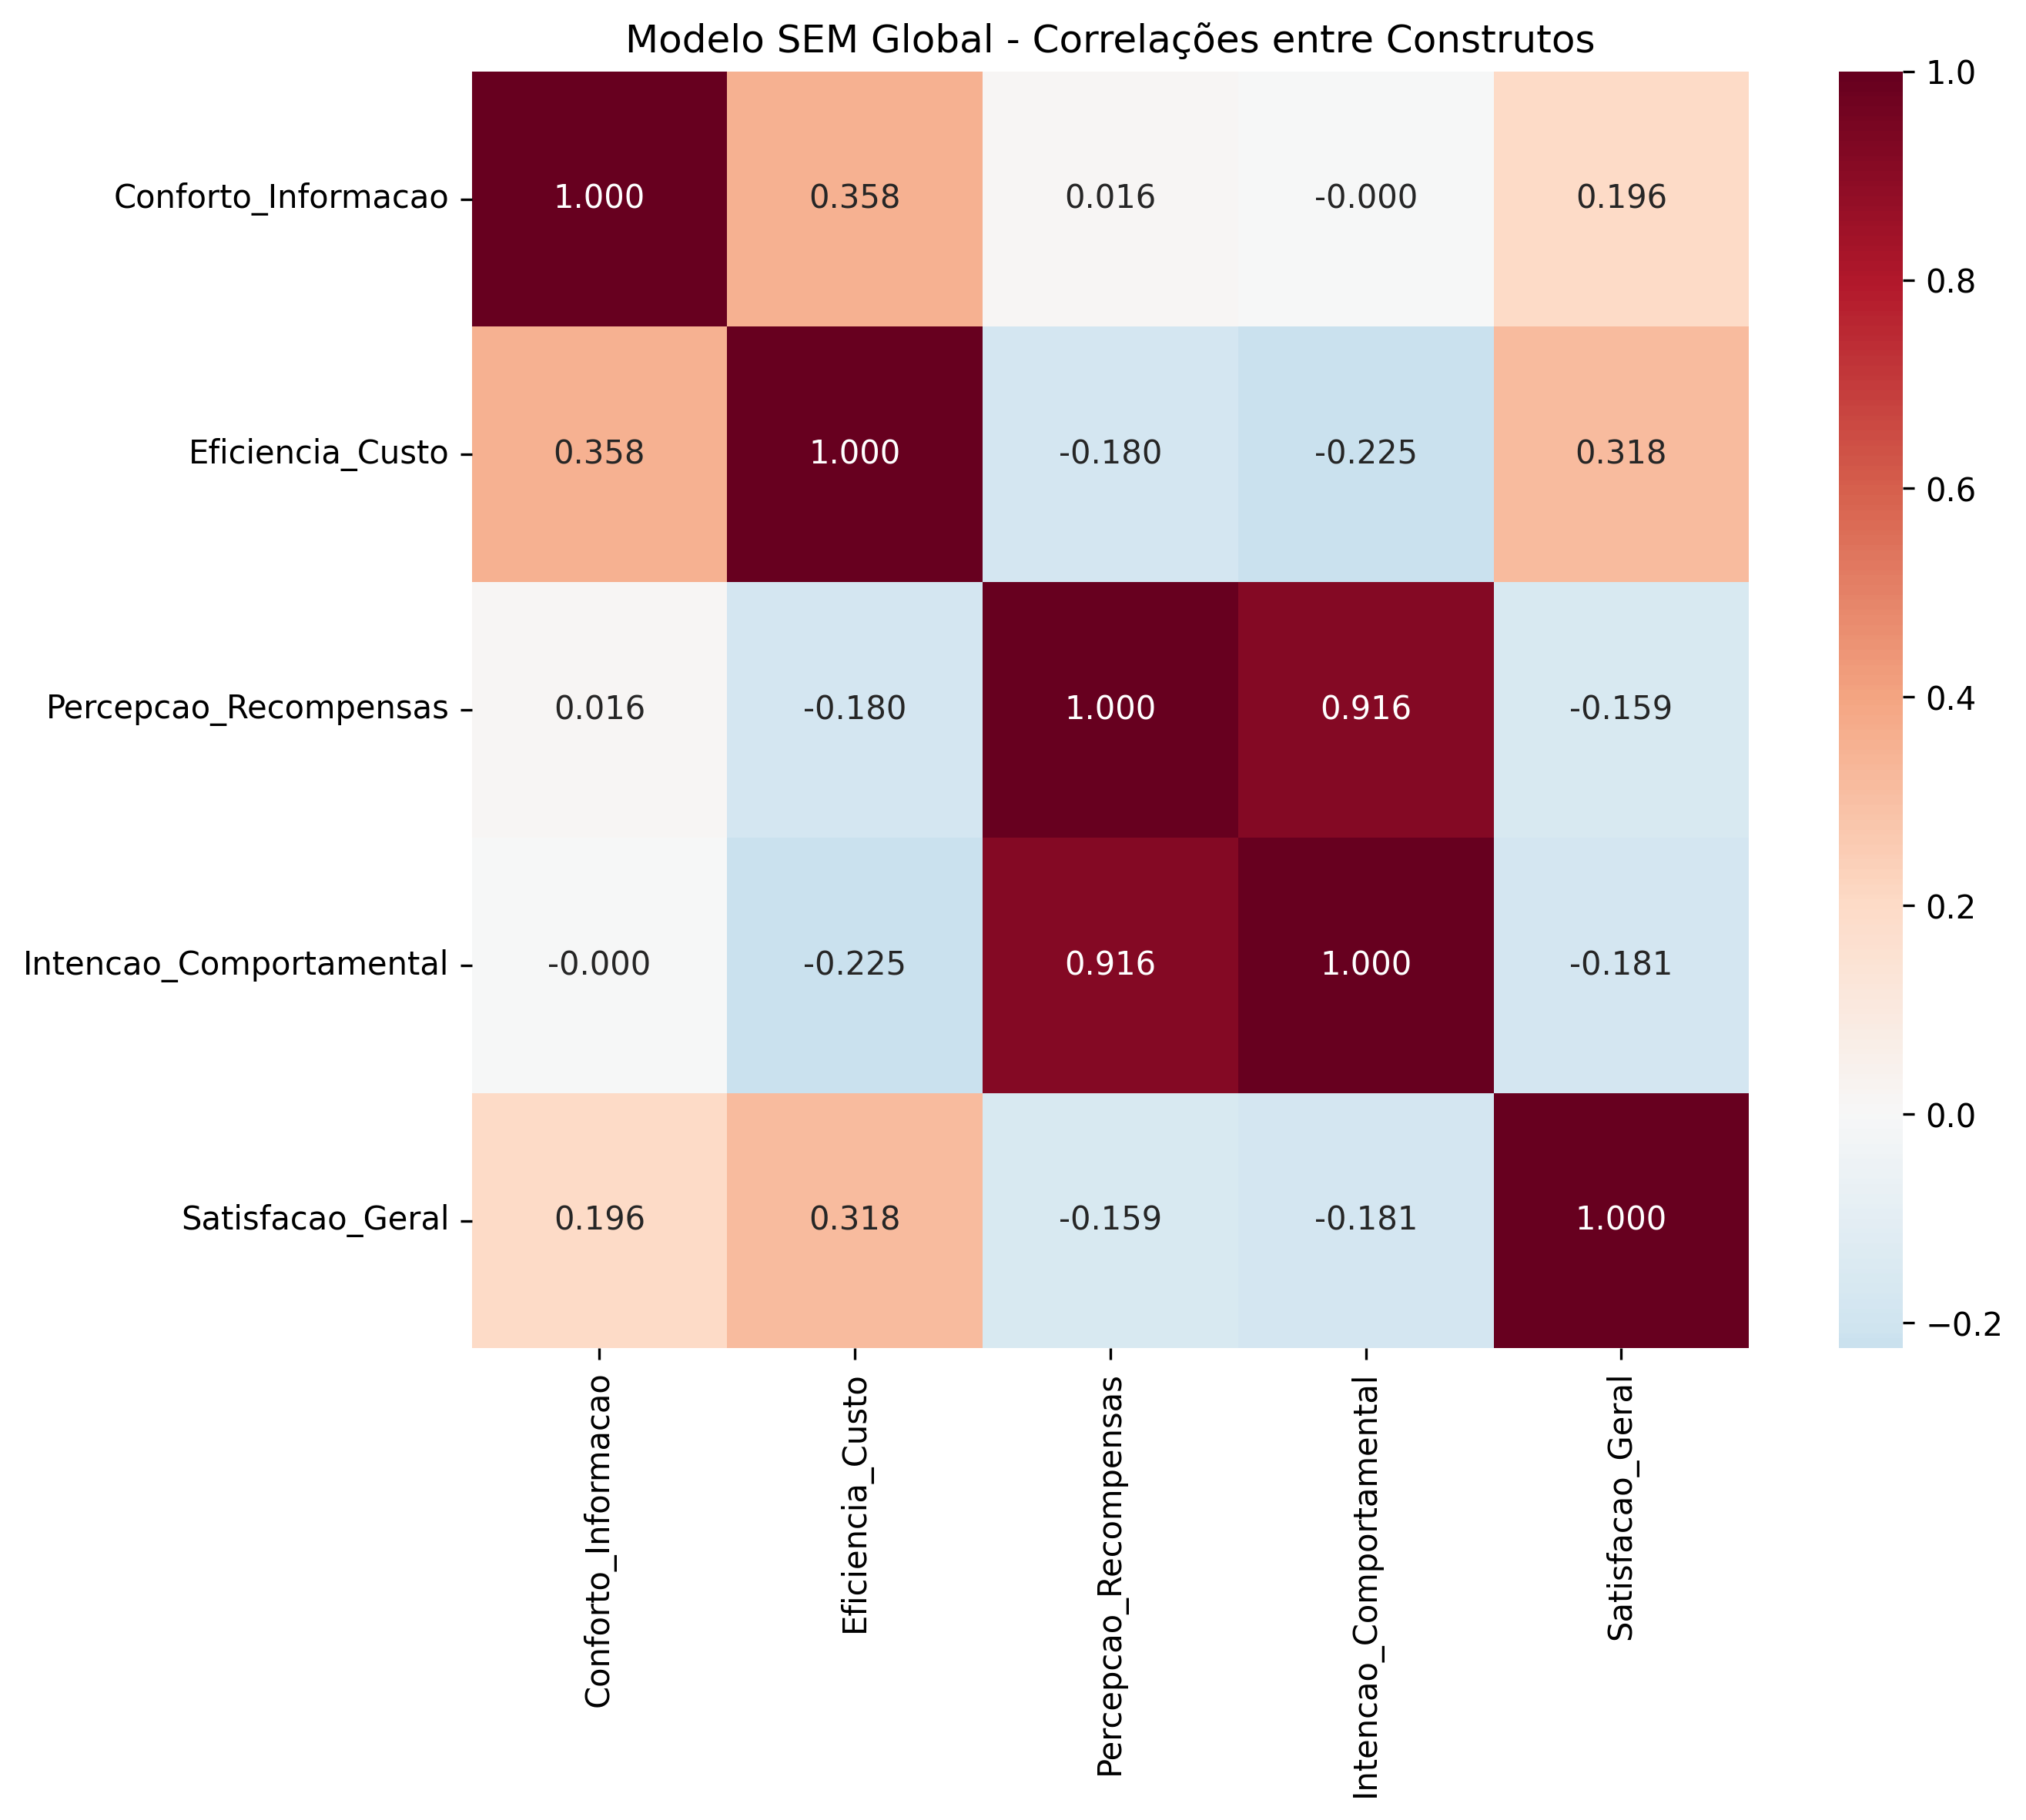 Modelo SEM Global - Correlações entre Construtos
Conforto_Informacao 1.000 0.358 0.016 -0.000 0.196
Eficiencia_Custo 0.358 1.000 -0.180 -0.225 0.318
Percepcao_Recompensas 0.016 -0.180 1.000 0.916 -0.159
Intencao_Comportamental -0.000 -0.225 0.916 1.000 -0.181
Satisfacao_Geral 0.196 0.318 -0.159 -0.181 1.000
Conforto_Informacao
Eficiencia_Custo
Percepcao_Recompensas
Intencao_Comportamental
Satisfacao_Geral
1.0
0.8
0.6
0.4
0.2
0.0
−0.2